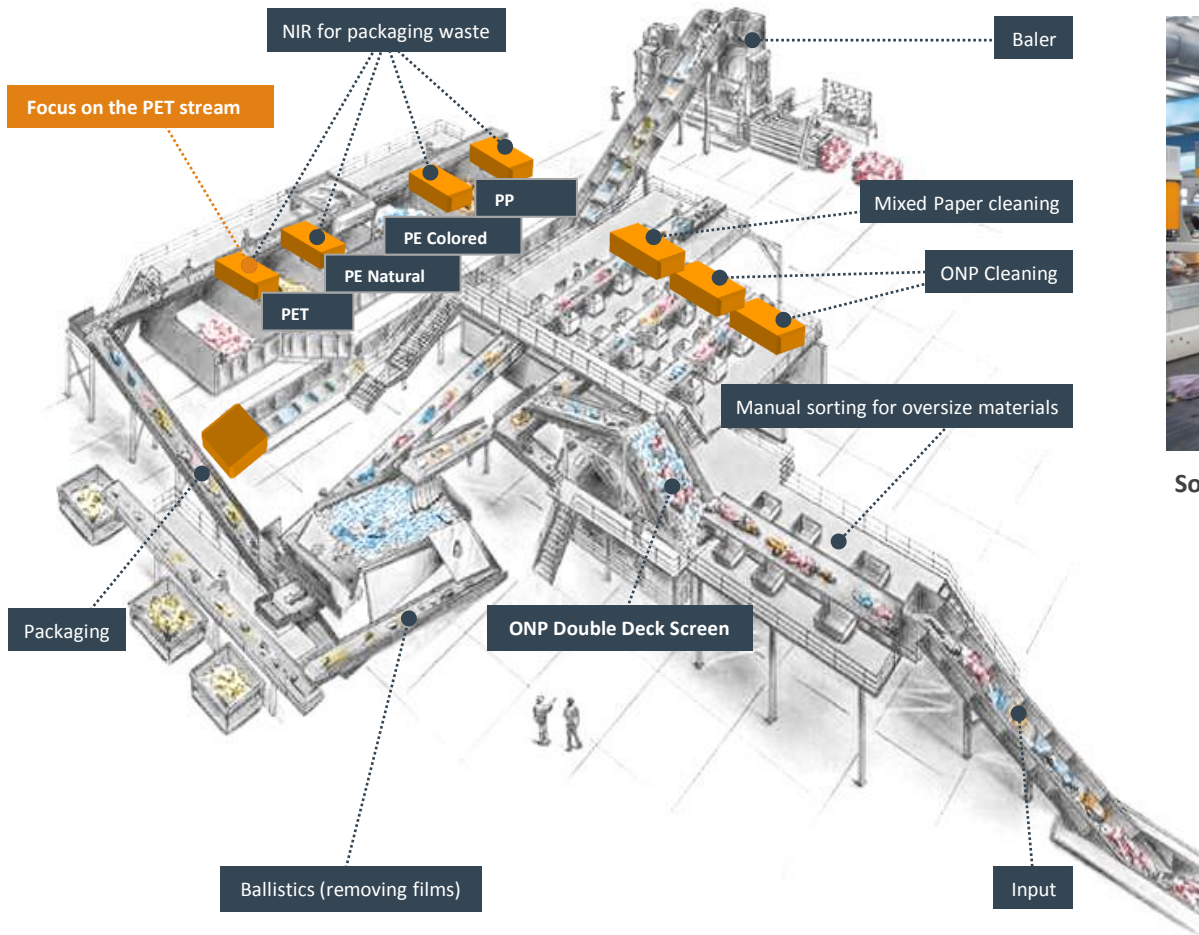 NIR for packaging waste
Baler
Focus on the PET stream
PP
Mixed Paper cleaning
PE Colored
ONP Cleaning
PE Natural
PET
Manual sorting for oversize materials
So
Packaging
ONP Double Deck Screen
Ballistics (removing films)
Input